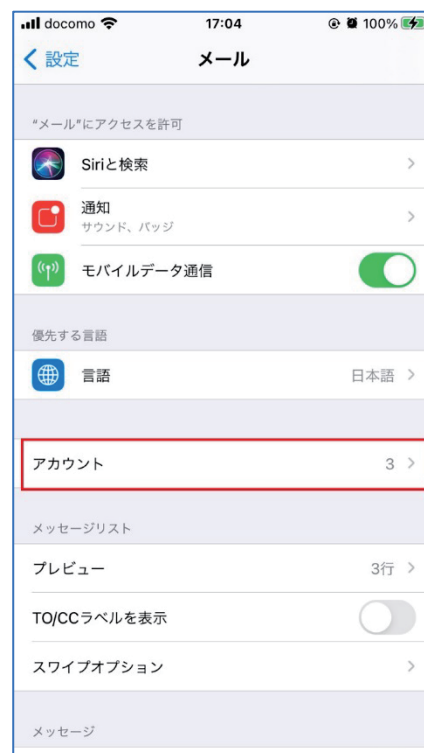 docomo 17:04 100%
設定 メール
"メール"にアクセスを許可
Siriと検索
通知
サウンド、バッジ
モバイルデータ通信
優先する言語
言語 日本語
アカウント 3
メッセージリスト
プレビュー 3行
TO/CCラベルを表示
スワイプオプション
メッセージ